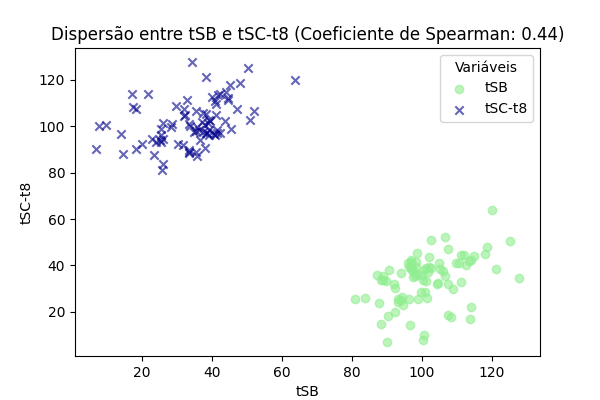 Dispersão entre tSB e tSC-t8 (Coeficiente de Spearman: 0.44)
Variáveis
tSB
tSC-t8
120
100
80
60
40
20
tSC-t8
20 40 60 80 100 120
tSB